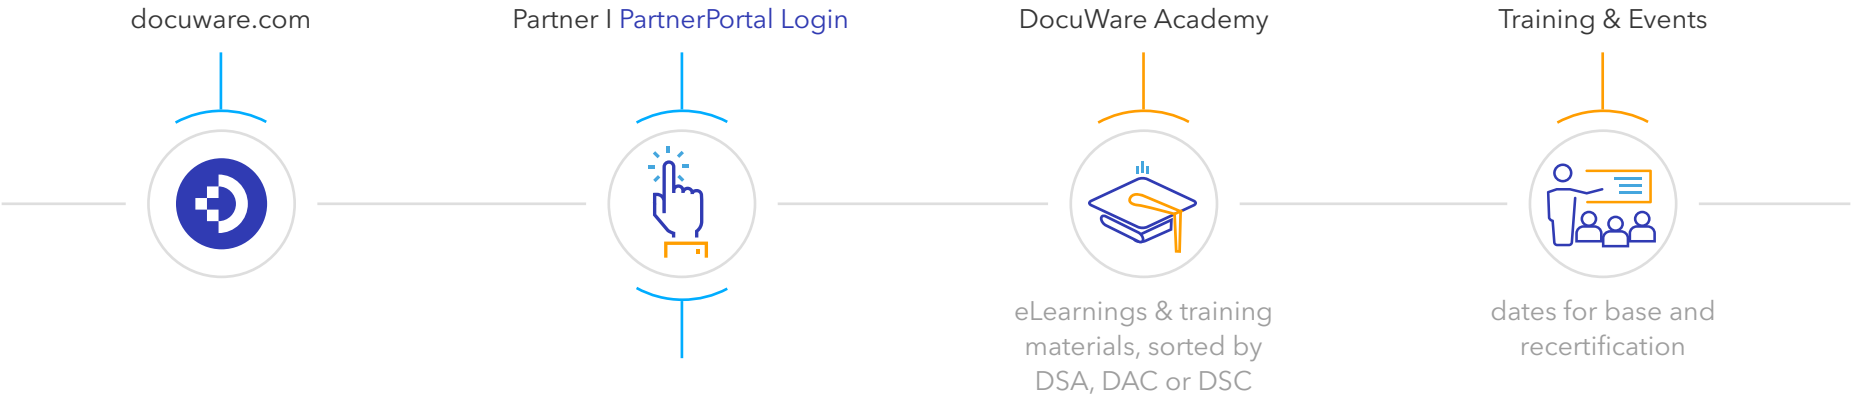 docuware.com
Partner I PartnerPortal Login
DocuWare Academy
Training & Events
eLearnings & training
materials, sorted by
DSA, DAC or DSC
dates for base and
recertification